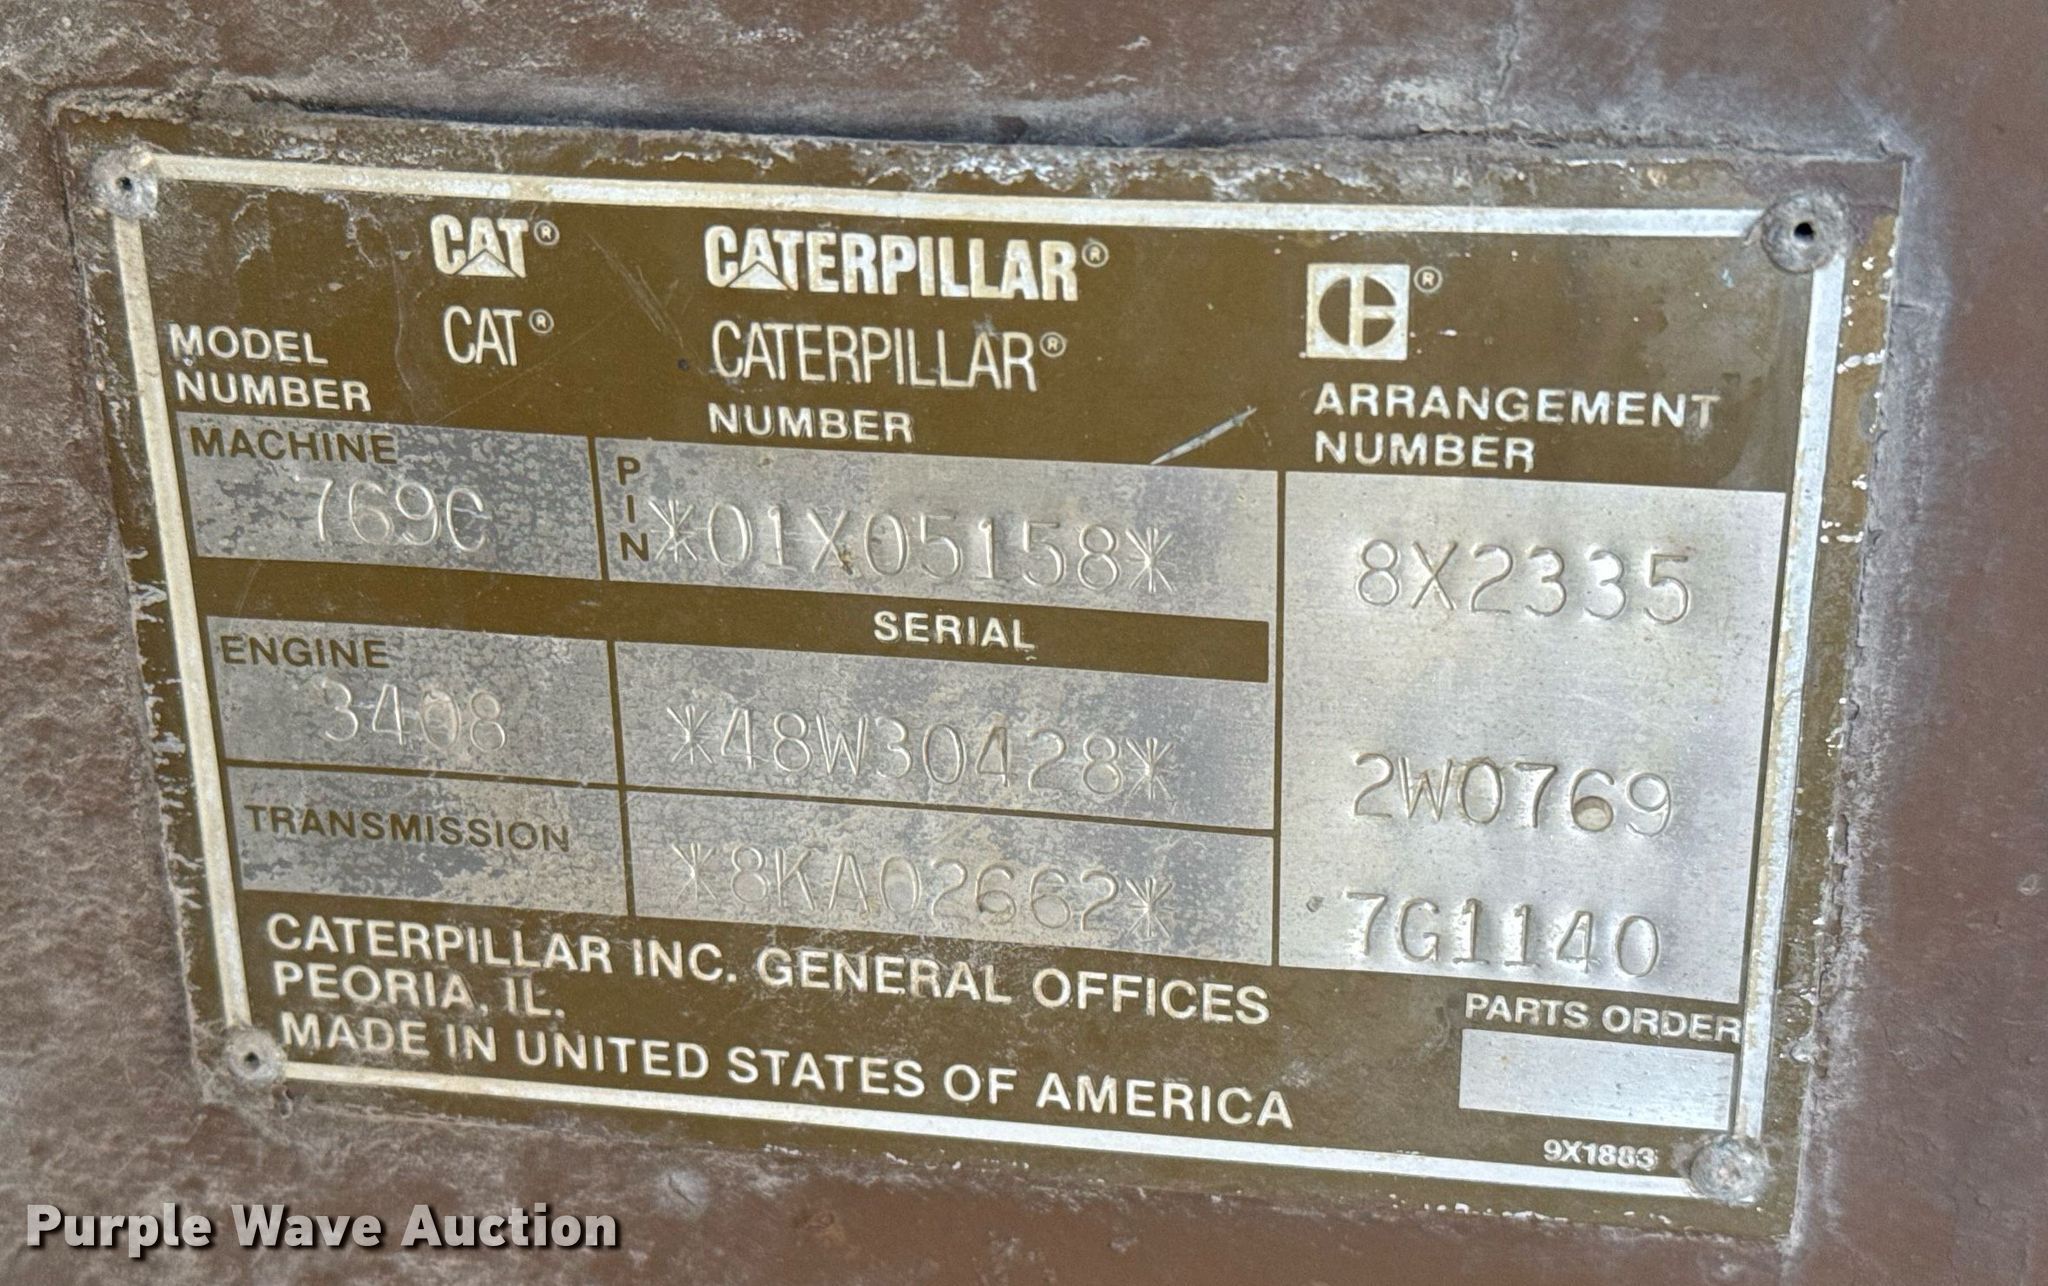 CAT® CATERPILLAR® ®
CAT® CATERPILLAR®
MODEL
NUMBER
NUMBER
ARRANGEMENT
NUMBER
MACHINE
769C
PIN
*01X05158*
8X2335
SERIAL
ENGINE
3408
*48W30428*
2W0769
TRANSMISSION
*8KA02662*
7G1140
CATERPILLAR INC. GENERAL OFFICES
PEORIA, IL.
MADE IN UNITED STATES OF AMERICA
PARTS ORDER
9X1883
Purple Wave Auction